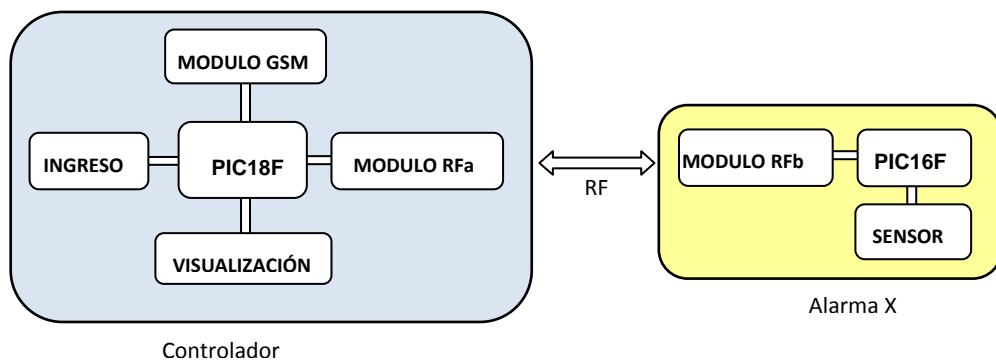 MODULO GSM
INGRESO
PIC18F
MODULO RFa
VISUALIZACIÓN
Controlador
RF
MODULO RFb
PIC16F
SENSOR
Alarma X